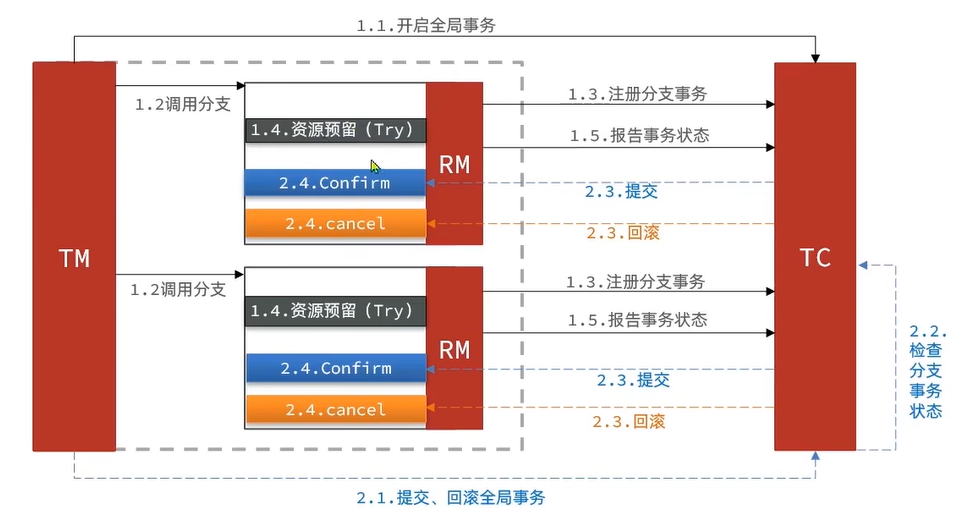 1.1.开启全局事务
TM
1.2调用分支
1.4.资源预留（Try）
2.4.Confirm
2.4.cancel
RM
1.3.注册分支事务
1.5.报告事务状态
2.3.提交
2.3.回滚
TC
1.2调用分支
1.4.资源预留（Try）
2.4.Confirm
2.4.cancel
RM
1.3.注册分支事务
1.5.报告事务状态
2.3.提交
2.3.回滚
2.2.
检查
分支
事务
状态
2.1.提交、回滚全局事务